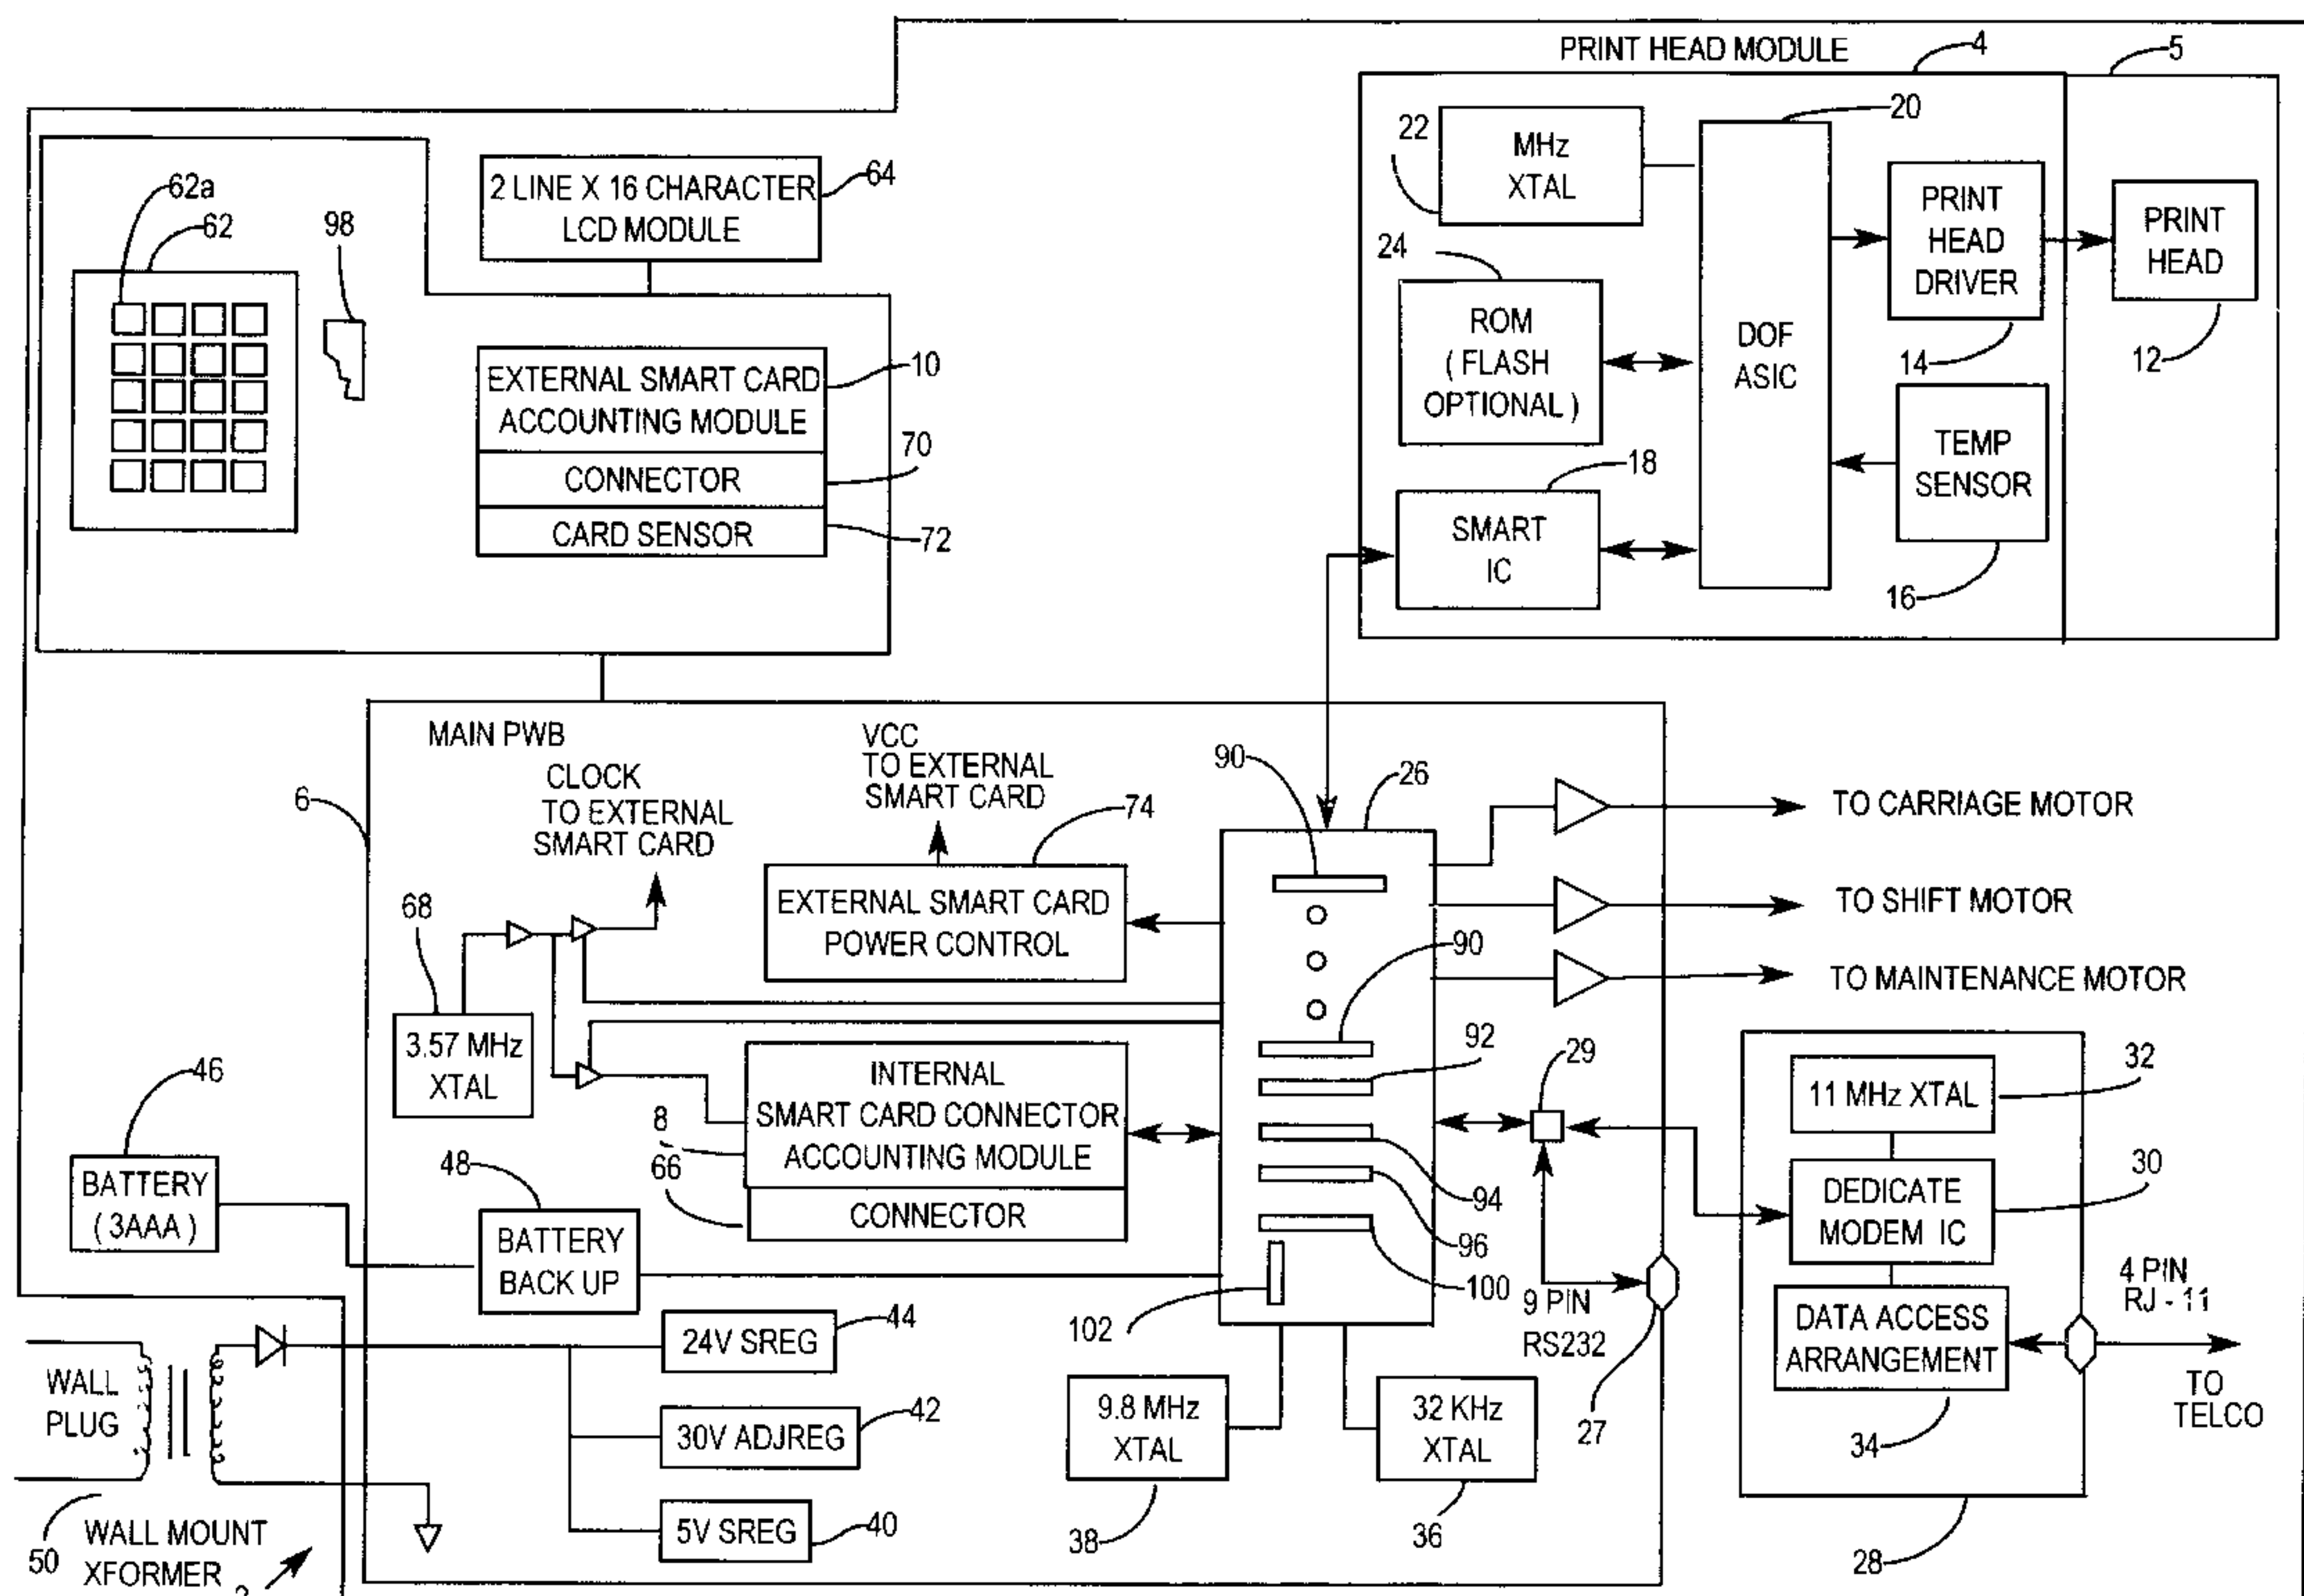 PRINT HEAD MODULE
4
5
20
22
MHz
XTAL
62a
2 LINE X 16 CHARACTER
LCD MODULE
64
62
98
PRINT
HEAD
DRIVER
PRINT
HEAD
24
ROM
( FLASH
OPTIONAL )
DOF
ASIC
14
12
EXTERNAL SMART CARD
ACCOUNTING MODULE
10
70
CONNECTOR
TEMP
SENSOR
18
CARD SENSOR
72
SMART
IC
16
MAIN PWB
VCC
TO EXTERNAL
SMART CARD
CLOCK
TO EXTERNAL
SMART CARD
6
90
26
74
TO CARRIAGE MOTOR
68
EXTERNAL SMART CARD
POWER CONTROL
TO SHIFT MOTOR
90
TO MAINTENANCE MOTOR
3.57 MHz
XTAL
92
29
32
46
INTERNAL
SMART CARD CONNECTOR
ACCOUNTING MODULE
8
66
11 MHz XTAL
30
BATTERY
( 3AAA )
48
DEDICATE
MODEM IC
94
CONNECTOR
96
BATTERY
BACK UP
100
9 PIN
RS232
4 PIN
RJ - 11
102
44
24V SREG
DATA ACCESS
ARRANGEMENT
WALL
PLUG
9.8 MHz
XTAL
32 KHz
XTAL
27
TO
TELCO
42
30V ADJREG
34
5V SREG
40
38
36
28
50
WALL MOUNT
XFORMER
2